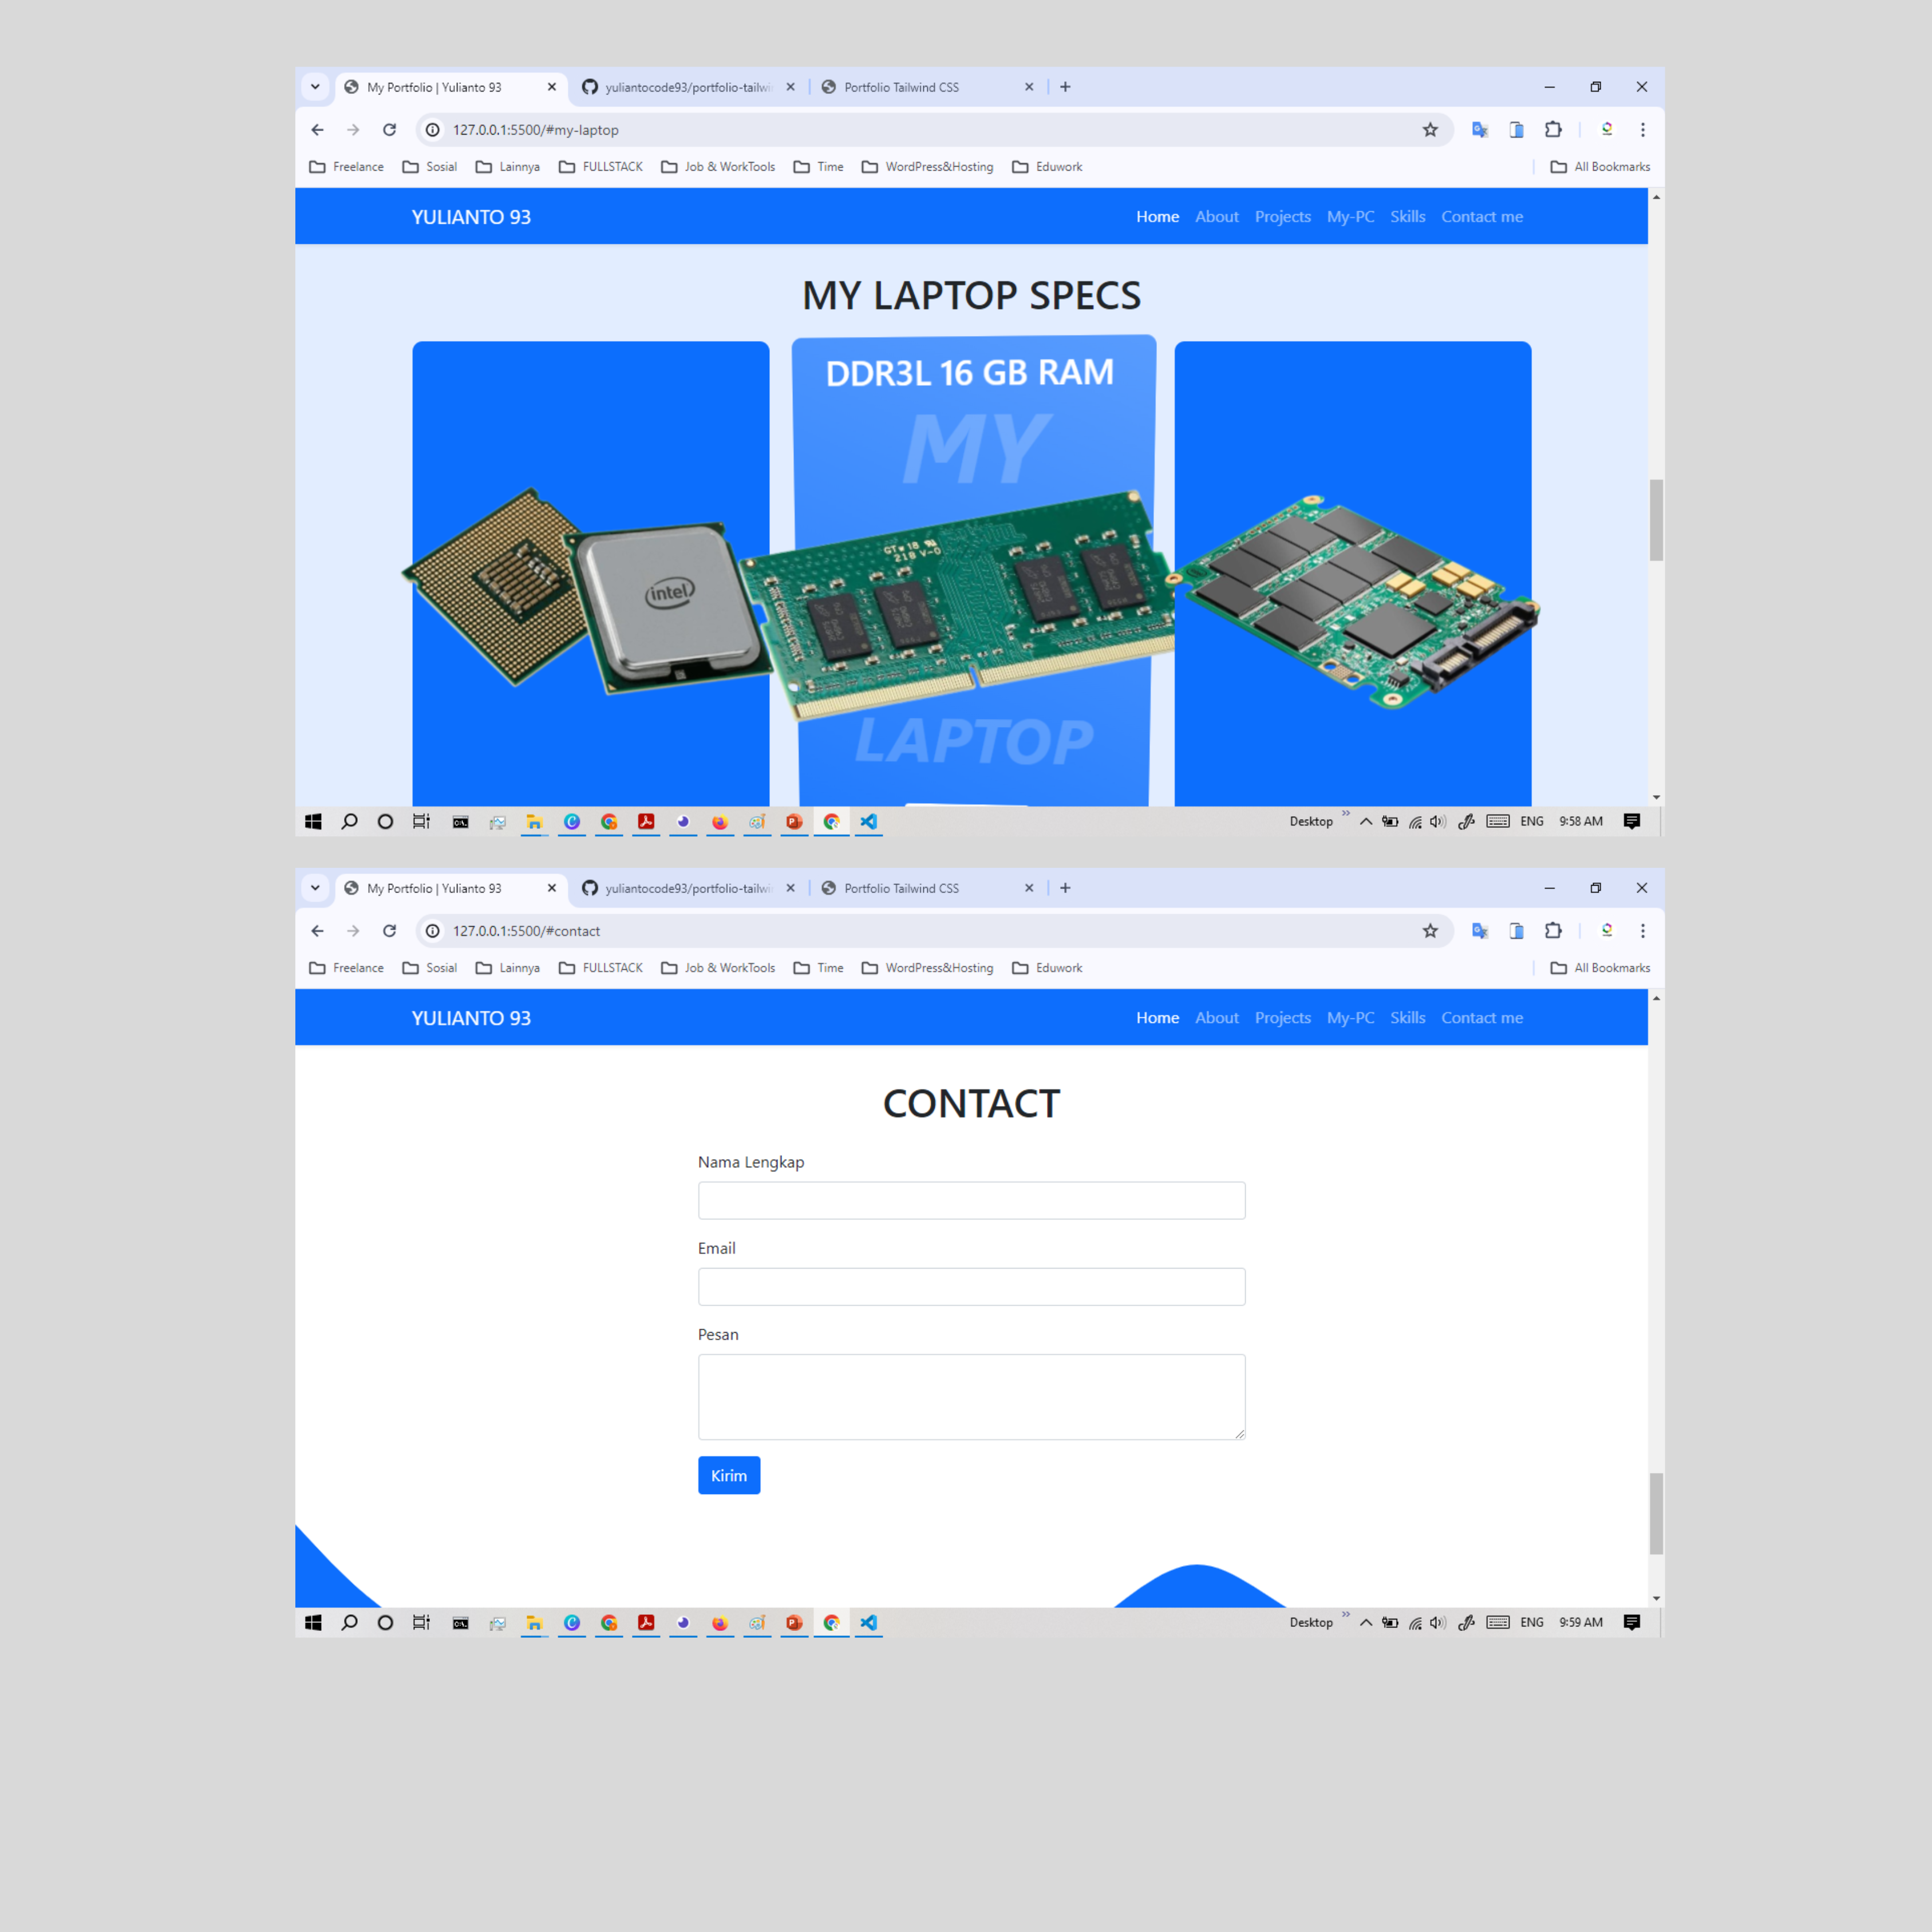 My Portfolio | Yulianto 93
yuliantocode93/portfolio-tailwi
Portfolio Tailwind CSS
127.0.0.1:5500/#my-laptop
Freelance Sosial Lainnya FULLSTACK Job & WorkTools Time WordPress&Hosting Eduwork All Bookmarks
YULIANTO 93 Home About Projects My-PC Skills Contact me
MY LAPTOP SPECS
DDR3L 16 GB RAM
MY
intel
LAPTOP
Desktop ENG 9:58 AM
My Portfolio | Yulianto 93
yuliantocode93/portfolio-tailwi
Portfolio Tailwind CSS
127.0.0.1:5500/#contact
Freelance Sosial Lainnya FULLSTACK Job & WorkTools Time WordPress&Hosting Eduwork All Bookmarks
YULIANTO 93 Home About Projects My-PC Skills Contact me
CONTACT
Nama Lengkap
Email
Pesan
Kirim
Desktop ENG 9:59 AM